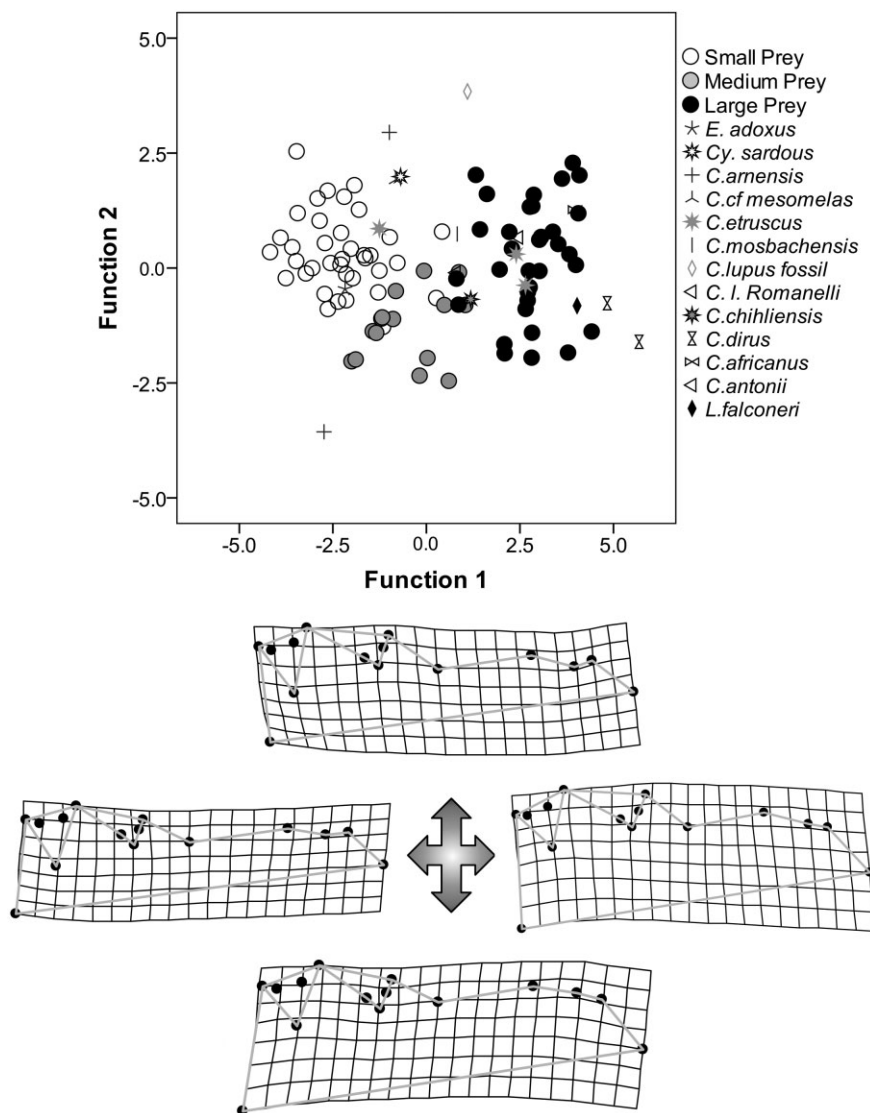 5.0
2.5
0.0
-2.5
-5.0
Function 2
-5.0
-2.5
0.0
2.5
5.0
Function 1
Small Prey
Medium Prey
Large Prey
E. adoxus
Cy. sardous
C.arnensis
C.cf mesomelas
C.etruscus
C.mosbachensis
C.lupus fossil
C. l. Romanelli
C.chihliensis
C.dirus
C.africanus
C.antonii
L.falconeri